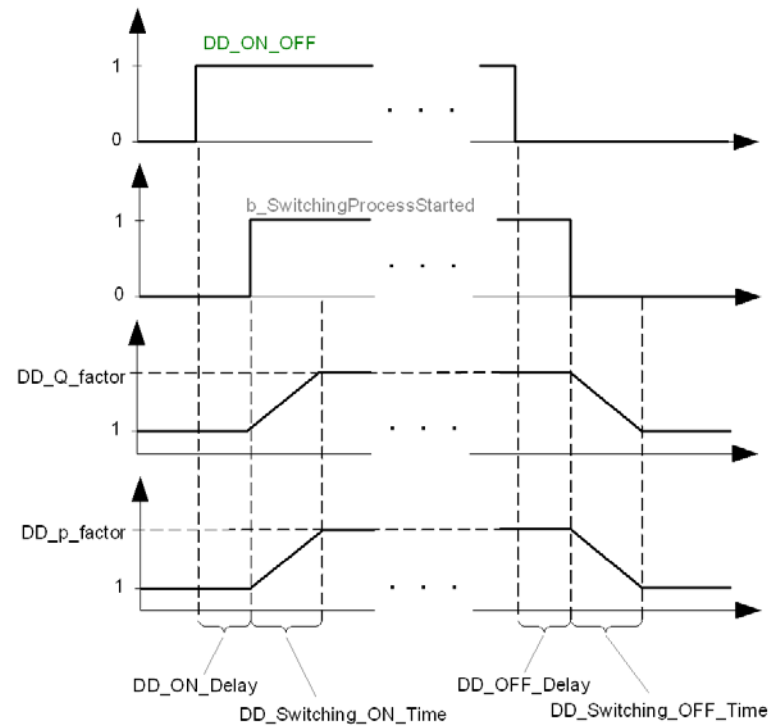 DD_ON_OFF
1
. . .
0
b_SwitchingProcessStarted
1
. . .
0
DD_Q_factor
1
. . .
DD_p_factor
1
. . .
DD_ON_Delay
DD_OFF_Delay
DD_Switching_ON_Time
DD_Switching_OFF_Time